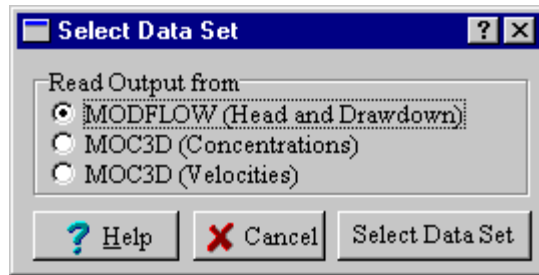 Select Data Set
Read Output from
MODFLOW (Head and Drawdown)
MOC3D (Concentrations)
MOC3D (Velocities)
? Help Cancel Select Data Set